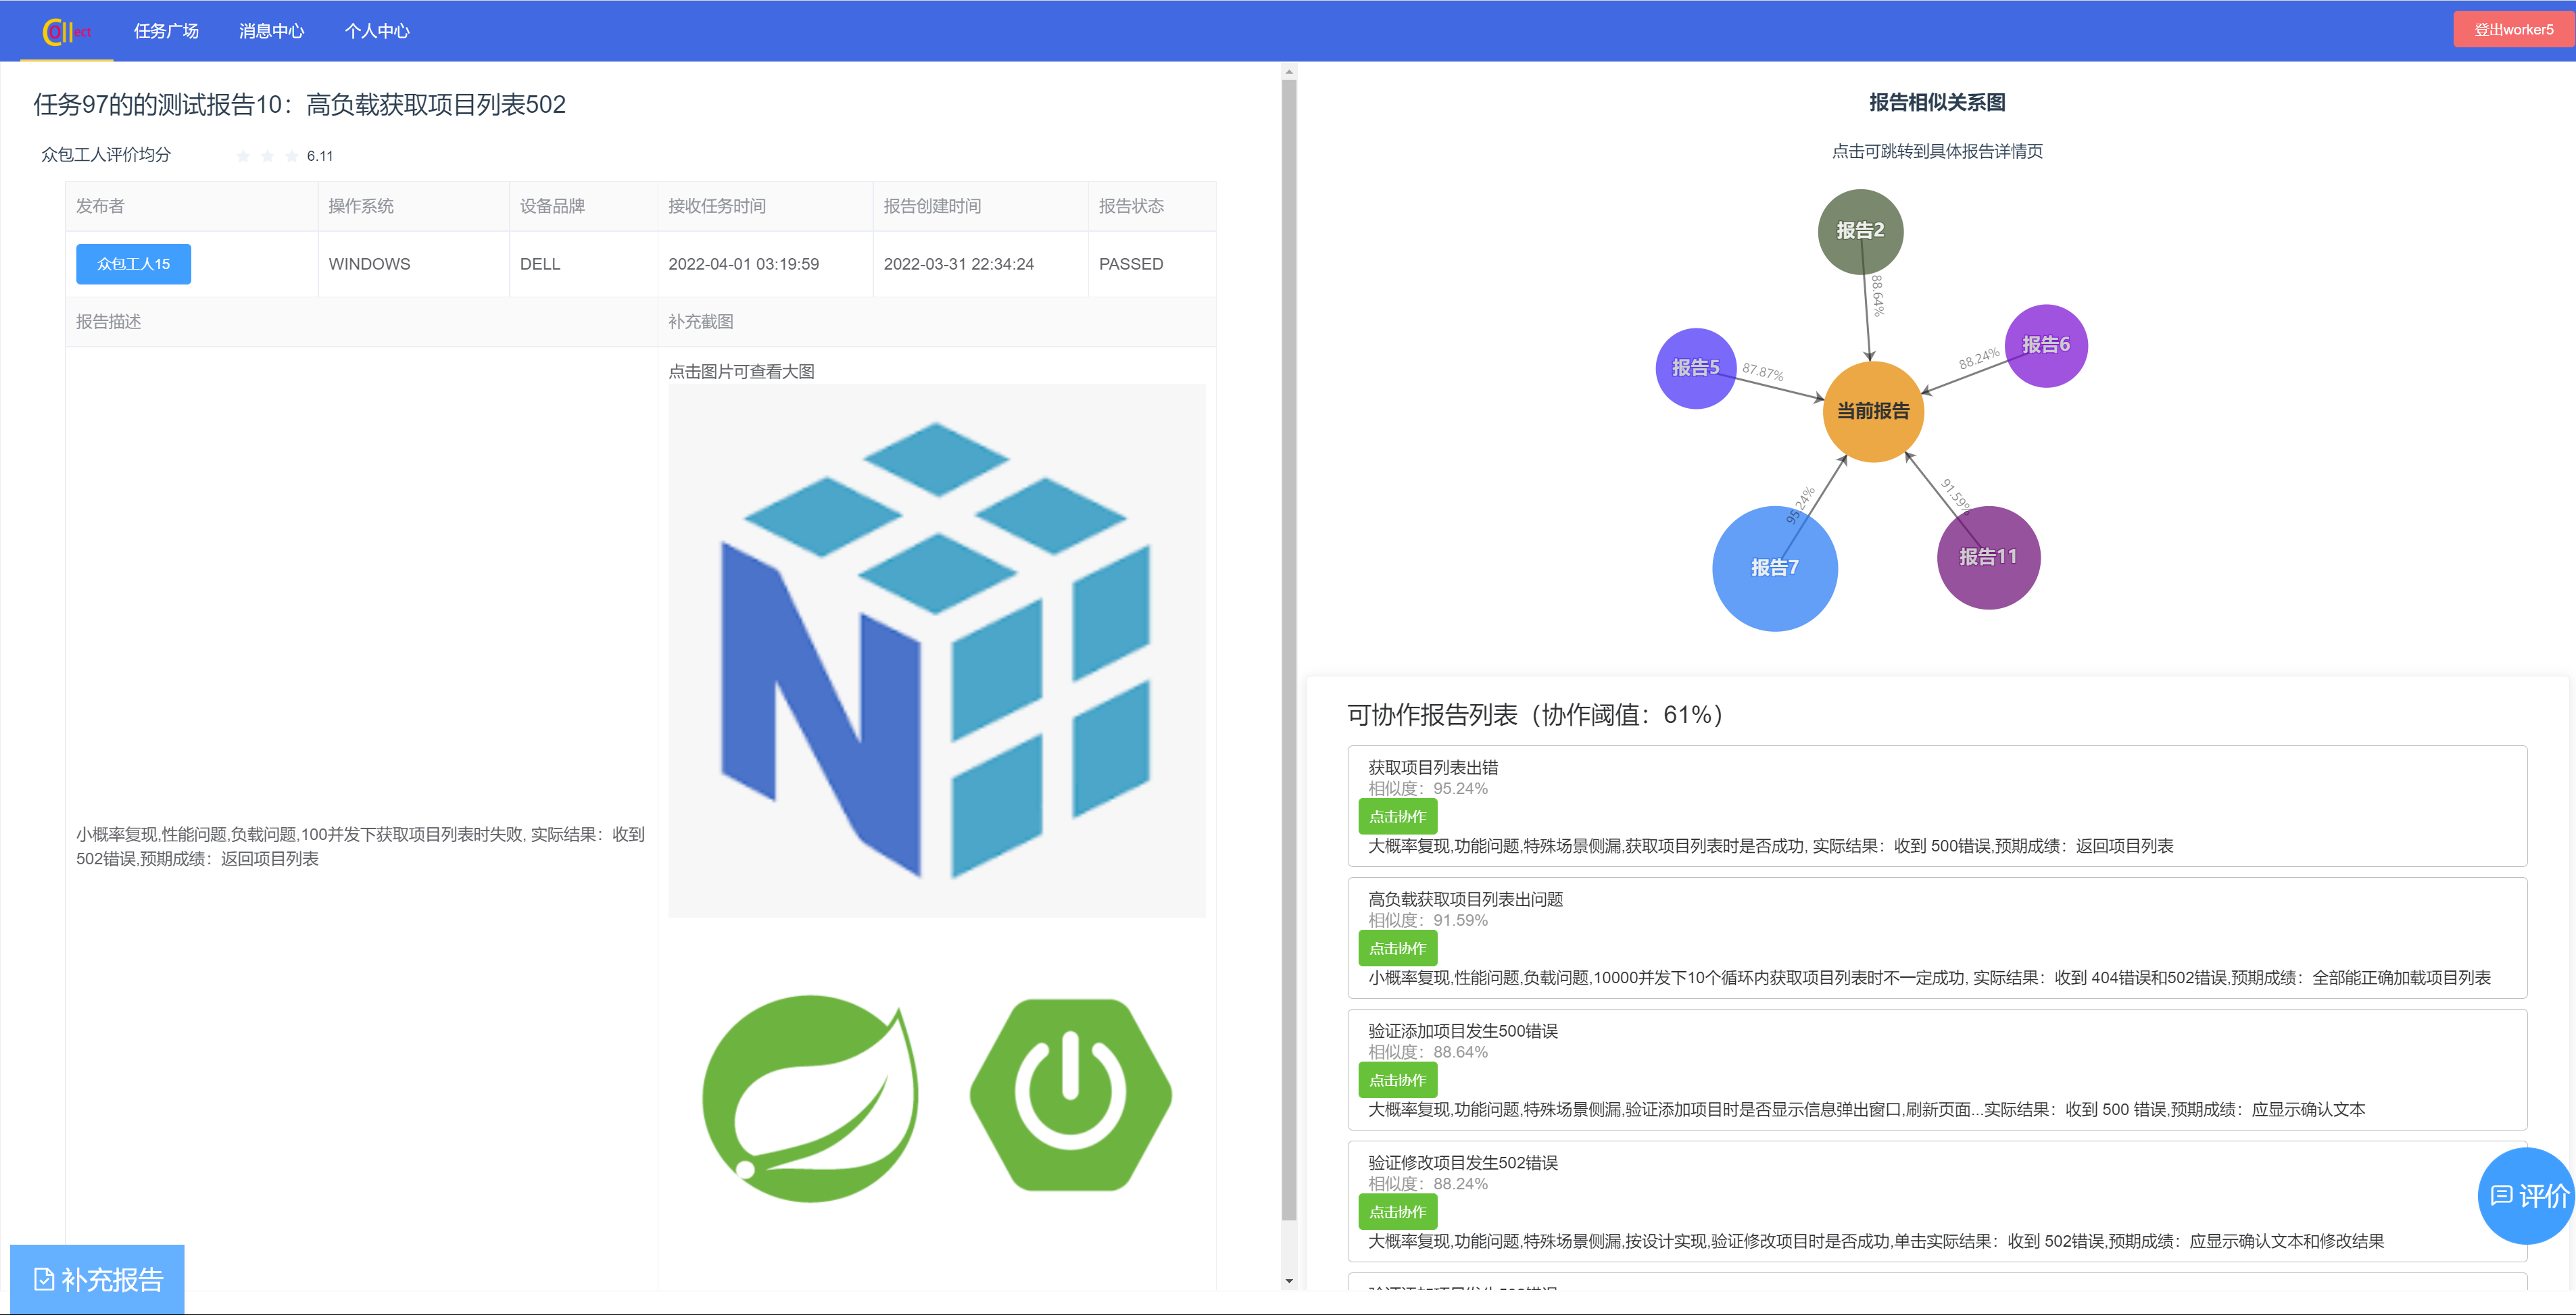 Collect
任务广场
消息中心
个人中心
登出worker5
任务97的的测试报告10：高负载获取项目列表502
众包工人评价均分
6.11
发布者
操作系统
设备品牌
接收任务时间
报告创建时间
报告状态
众包工人15
WINDOWS
DELL
2022-04-01 03:19:59
2022-03-31 22:34:24
PASSED
报告描述
补充截图
小概率复现,性能问题,负载问题,100并发下获取项目列表时失败, 实际结果：收到
502错误,预期成绩：返回项目列表
点击图片可查看大图
补充报告
报告相似关系图
点击可跳转到具体报告详情页
报告2
88.64%
报告6
88.24%
报告5
87.87%
当前报告
95.24%
91.59%
报告7
报告11
可协作报告列表（协作阈值：61%）
获取项目列表出错
相似度：95.24%
点击协作
大概率复现,功能问题,特殊场景侧漏,获取项目列表时是否成功, 实际结果：收到 500错误,预期成绩：返回项目列表
高负载获取项目列表出问题
相似度：91.59%
点击协作
小概率复现,性能问题,负载问题,10000并发下10个循环内获取项目列表时不一定成功, 实际结果：收到 404错误和502错误,预期成绩：全部能正确加载项目列表
验证添加项目发生500错误
相似度：88.64%
点击协作
大概率复现,功能问题,特殊场景侧漏,验证添加项目时是否显示信息弹出窗口,刷新页面...实际结果：收到 500 错误,预期成绩：应显示确认文本
验证修改项目发生502错误
相似度：88.24%
点击协作
大概率复现,功能问题,特殊场景侧漏,按设计实现,验证修改项目时是否成功,单击实际结果：收到 502错误,预期成绩：应显示确认文本和修改结果
评价